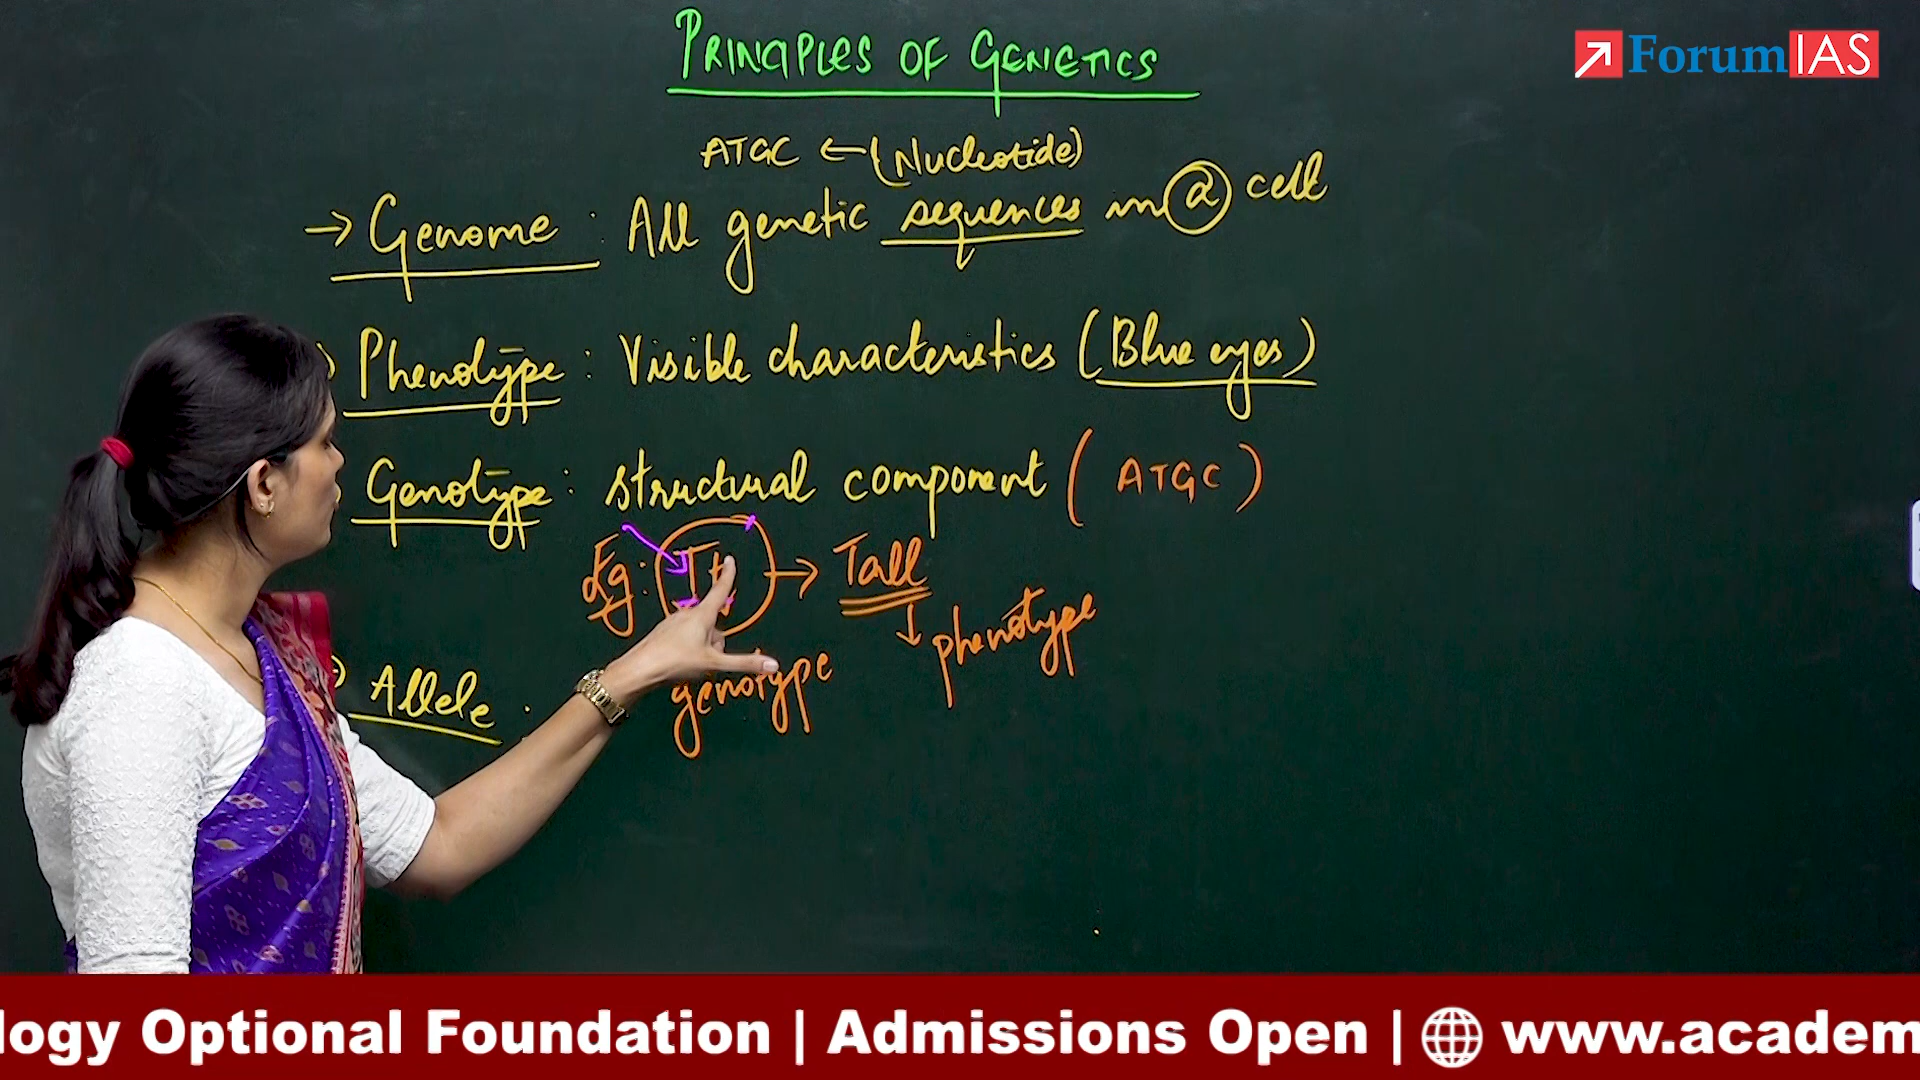 PRINCIPLES OF GENETICS
ForumIAS
ATGC ← (Nucleotide)
→ Genome : All genetic sequences in a cell
Phenotype : Visible characteristics (Blue eyes)
Genotype : structural component ( ATGC )
Eg: Tt → Tall
↓ phenotype
genotype
Allele :
logy Optional Foundation | Admissions Open | www.academ